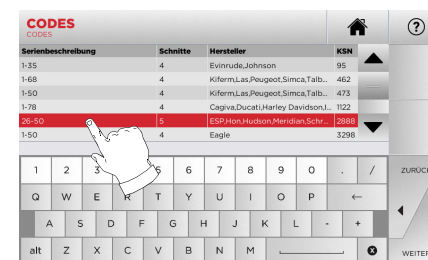 CODES
CODES
?
Serienbeschreibung Schnitte Hersteller KSN
1-35 4 Evinrude,Johnson 95
1-68 4 Kiferm,Las,Peugeot,Simca,Talb... 462
1-50 4 Kiferm,Las,Peugeot,Simca,Talb... 473
1-78 4 Cagiva,Ducati,Harley Davidson,I... 1122
26-50 5 ESP,Hon,Hudson,Meridian,Schr... 2888
1-50 4 Eagle 3298
1 2 3 5 6 7 8 9 0 . /
ZURÜCK
Q W E R T Y U I O P ←
A S D F G H J K L - +
alt Z X C V B N M
WEITER